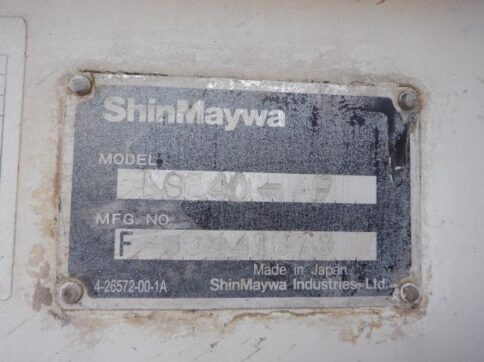 ShinMaywa
MODEL
MFG. NO
F
Made in Japan
4-26572-00-1A
ShinMaywa Industries, Ltd.